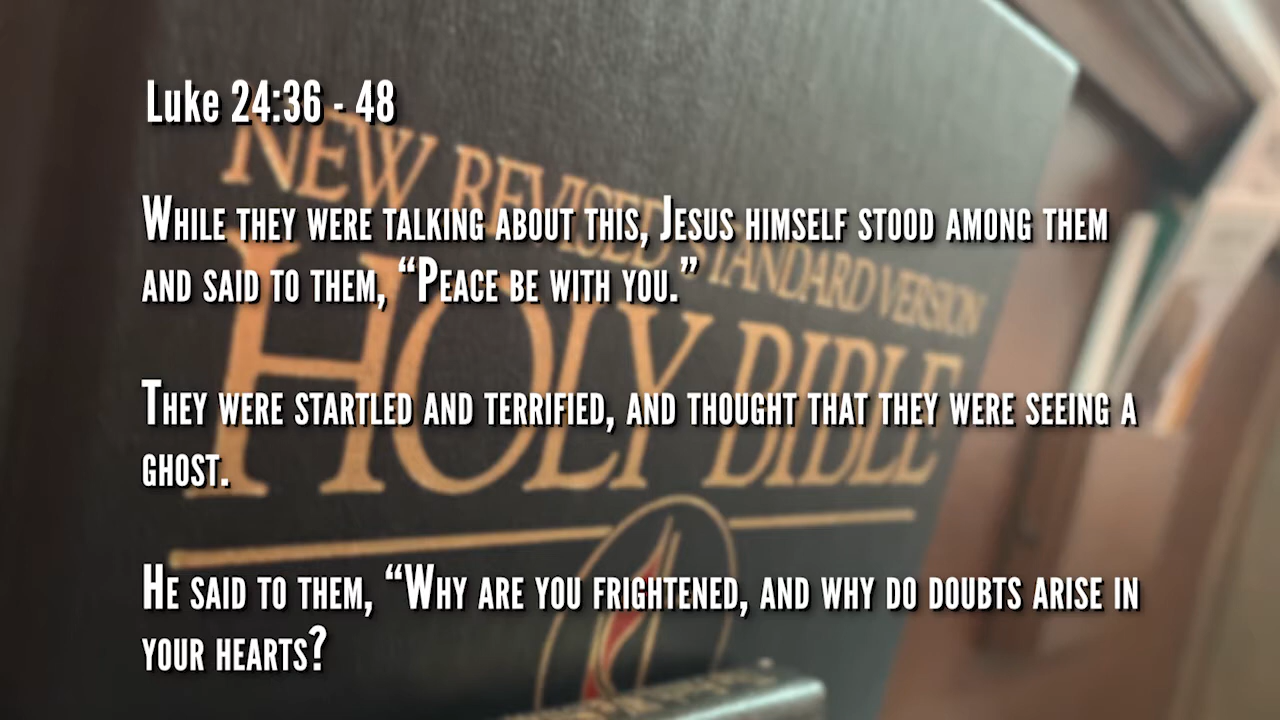 Luke 24:36 - 48
While they were talking about this, Jesus himself stood among them
and said to them, “Peace be with you.”
They were startled and terrified, and thought that they were seeing a
ghost.
He said to them, “Why are you frightened, and why do doubts arise in
your hearts?
NEW REVISED STANDARD VERSION
HOLY BIBLE